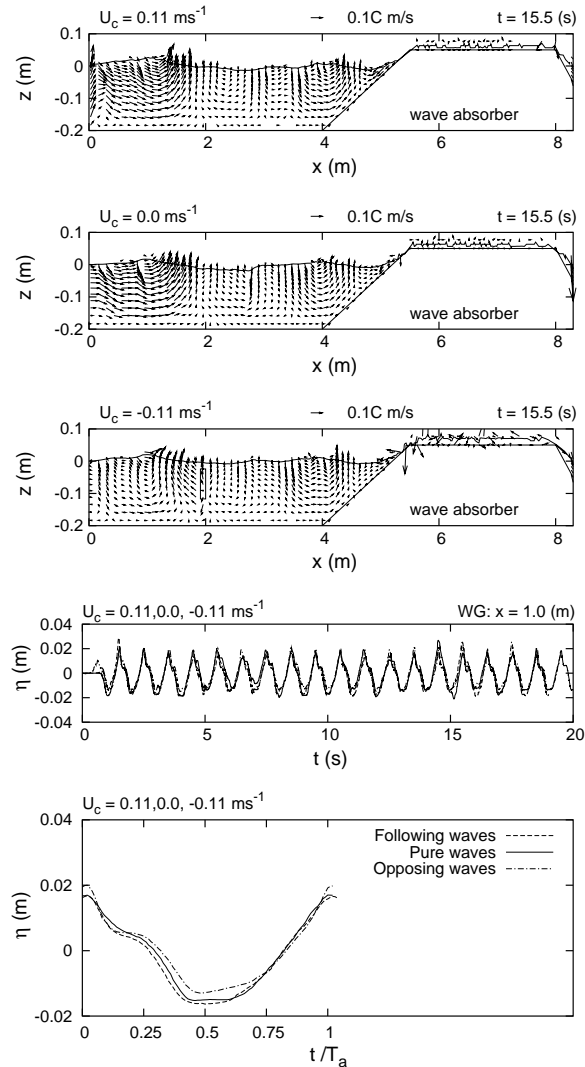 U_c = 0.11 ms^-1 0.1C m/s t = 15.5 (s)
0.1
0
-0.1
-0.2
z (m)
wave absorber
0 2 4 6 8
x (m)
U_c = 0.0 ms^-1 0.1C m/s t = 15.5 (s)
0.1
0
-0.1
-0.2
z (m)
wave absorber
0 2 4 6 8
x (m)
U_c = -0.11 ms^-1 0.1C m/s t = 15.5 (s)
0.1
0
-0.1
-0.2
z (m)
wave absorber
0 2 4 6 8
x (m)
U_c = 0.11,0.0, -0.11 ms^-1 WG: x = 1.0 (m)
0.04
0.02
0
-0.02
-0.04
η (m)
0 5 10 15 20
t (s)
U_c = 0.11,0.0, -0.11 ms^-1
0.04
0.02
0
-0.02
η (m)
Following waves
Pure waves
Opposing waves
0 0.25 0.5 0.75 1
t /T_a